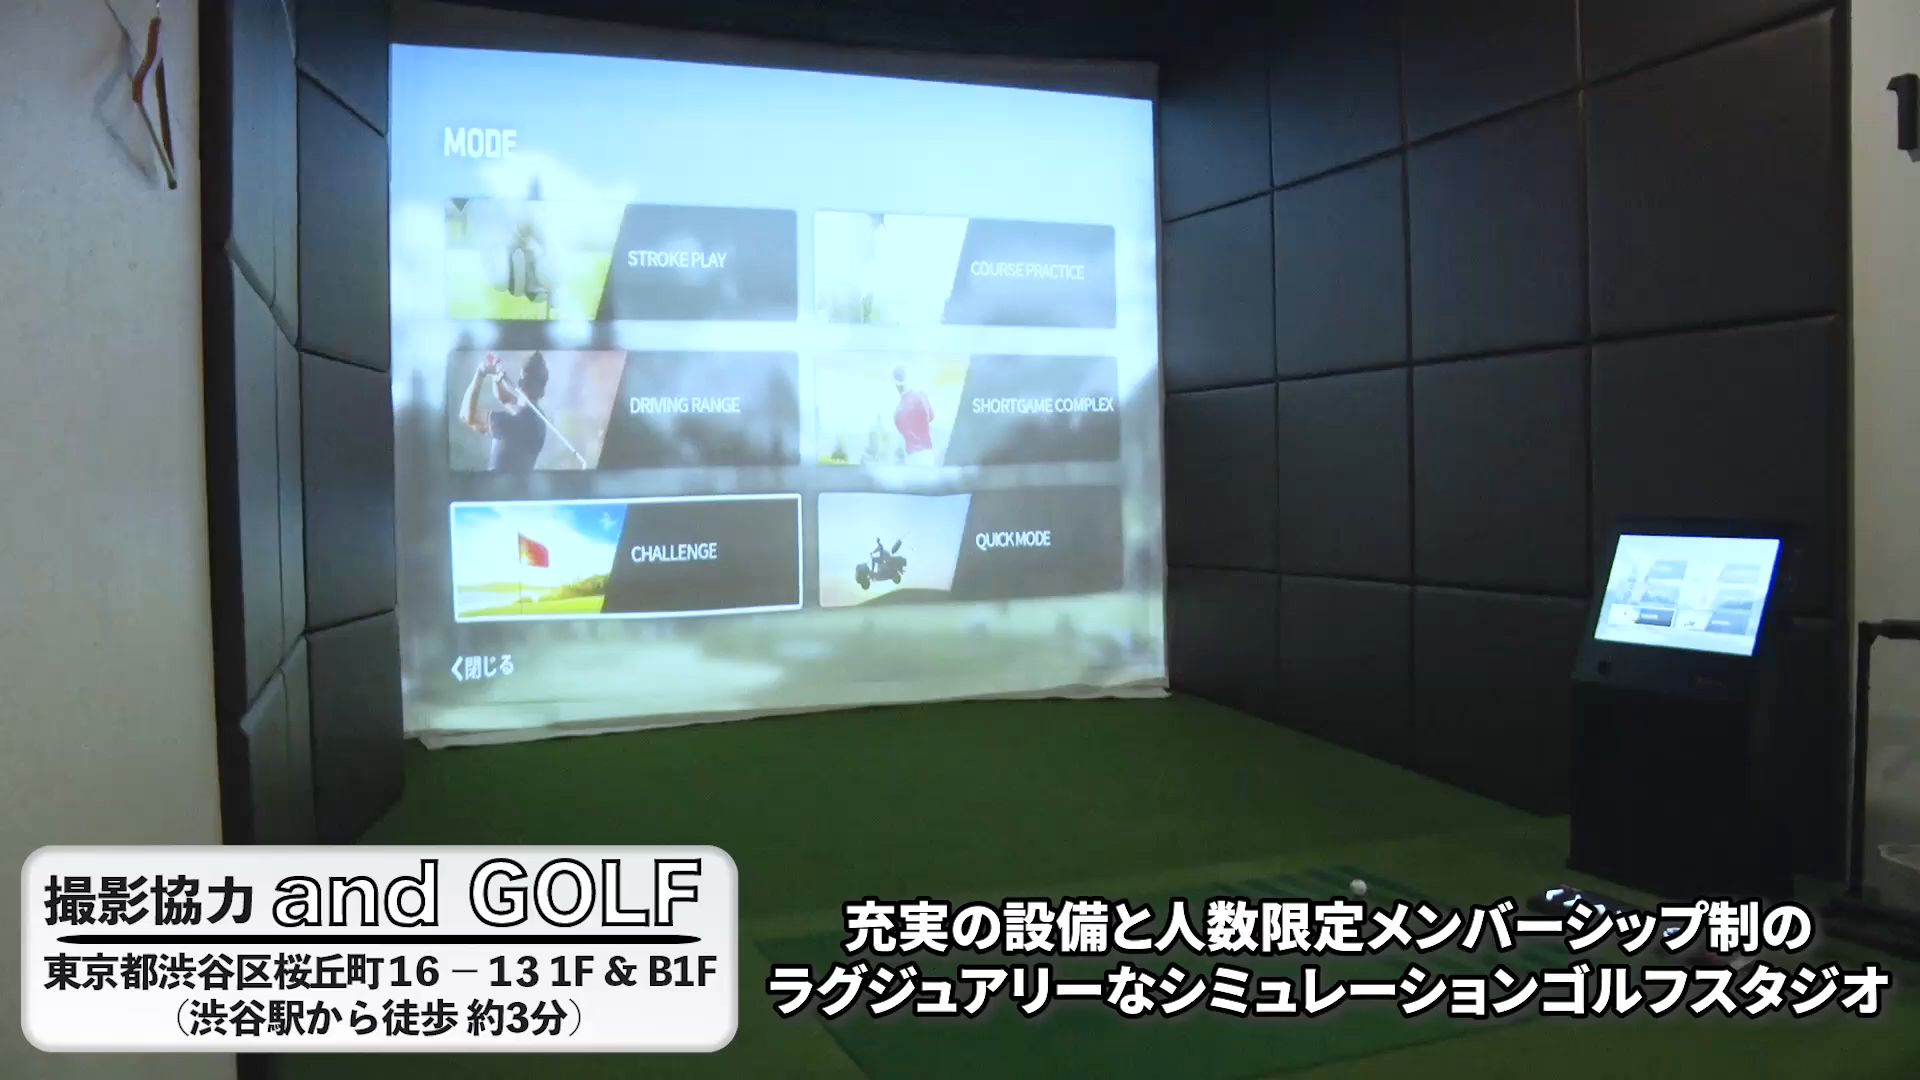 MODE
STROKE PLAY
COURSE PRACTICE
DRIVING RANGE
SHORTGAME COMPLEX
CHALLENGE
QUICK MODE
く閉じる
撮影協力 and GOLF
東京都渋谷区桜丘町16－13 1F & B1F
（渋谷駅から徒歩 約3分）
充実の設備と人数限定メンバーシップ制の
ラグジュアリーなシミュレーションゴルフスタジオ